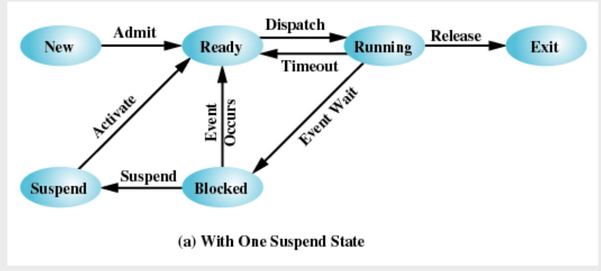 New
Admit
Ready
Dispatch
Timeout
Running
Release
Exit
Activate
Event
Occurs
Event Wait
Suspend
Suspend
Blocked
(a) With One Suspend State